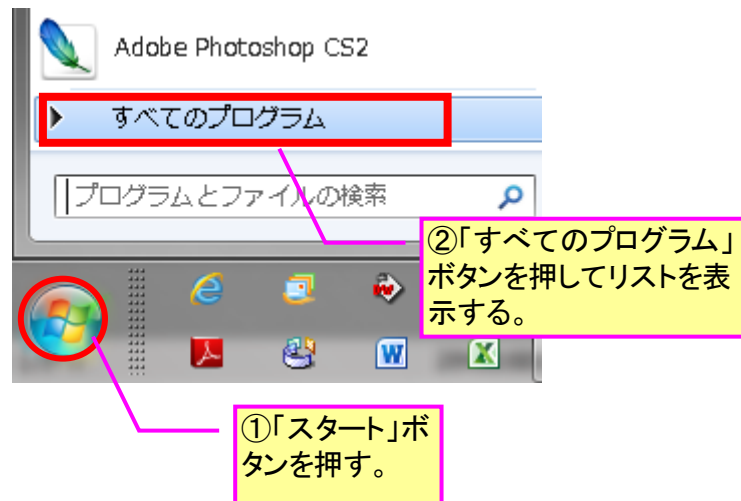 Adobe Photoshop CS2
すべてのプログラム
プログラムとファイルの検索
②「すべてのプログラム」
ボタンを押してリストを表
示する。
①「スタート」ボ
タンを押す。